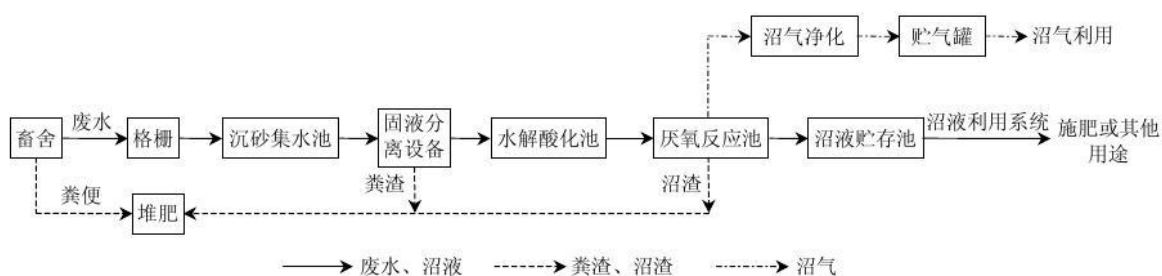 沼气净化
贮气罐
沼气利用
畜舍
废水
格栅
沉砂集水池
固液分
离设备
水解酸化池
厌氧反应池
沼液贮存池
沼液利用系统
施肥或其他
用途
粪便
堆肥
粪渣
沼渣
废水、沼液
粪渣、沼渣
沼气